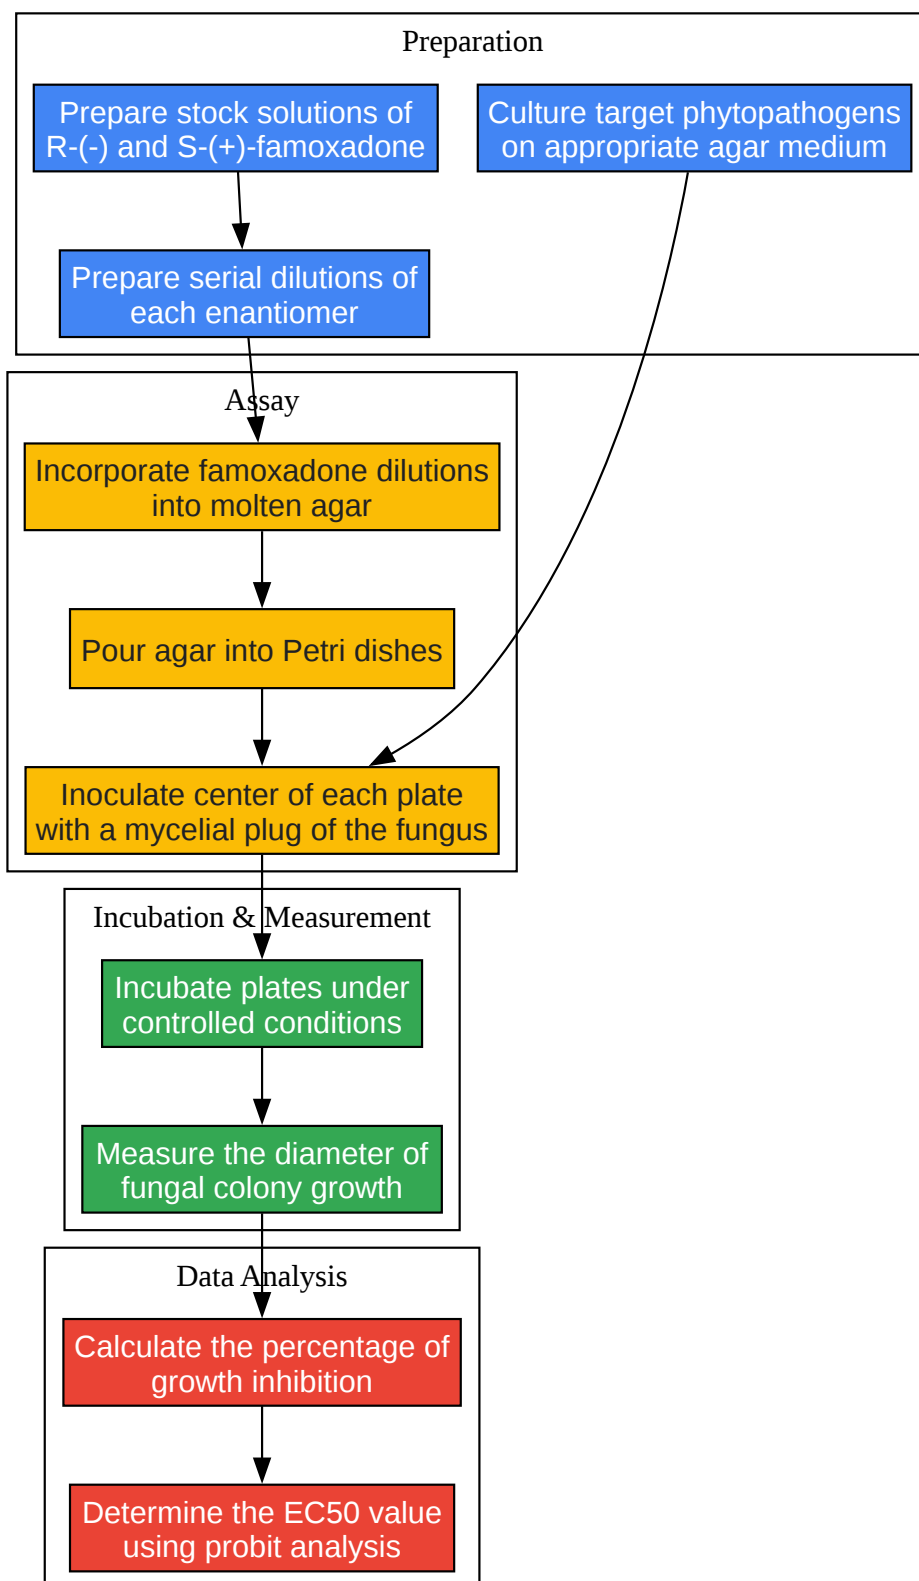 Preparation
Prepare stock solutions of
R-(-) and S-(+)-famoxadone
Culture target phytopathogens
on appropriate agar medium
Prepare serial dilutions of
each enantiomer
Assay
Incorporate famoxadone dilutions
into molten agar
Pour agar into Petri dishes
Inoculate center of each plate
with a mycelial plug of the fungus
Incubation & Measurement
Incubate plates under
controlled conditions
Measure the diameter of
fungal colony growth
Data Analysis
Calculate the percentage of
growth inhibition
Determine the EC50 value
using probit analysis